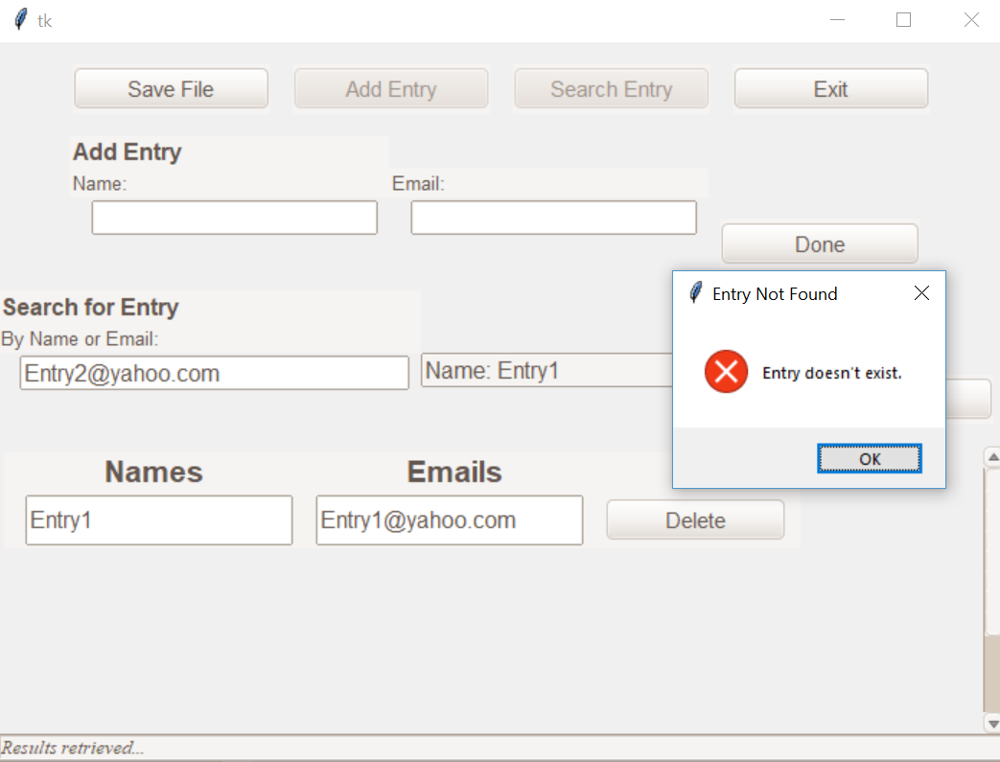 tk
Save File Add Entry Search Entry Exit
Add Entry
Name: Email:
Done
Entry Not Found
Entry doesn't exist.
OK
Search for Entry
By Name or Email:
Entry2@yahoo.com Name: Entry1
Names Emails
Entry1 Entry1@yahoo.com Delete
Results retrieved...